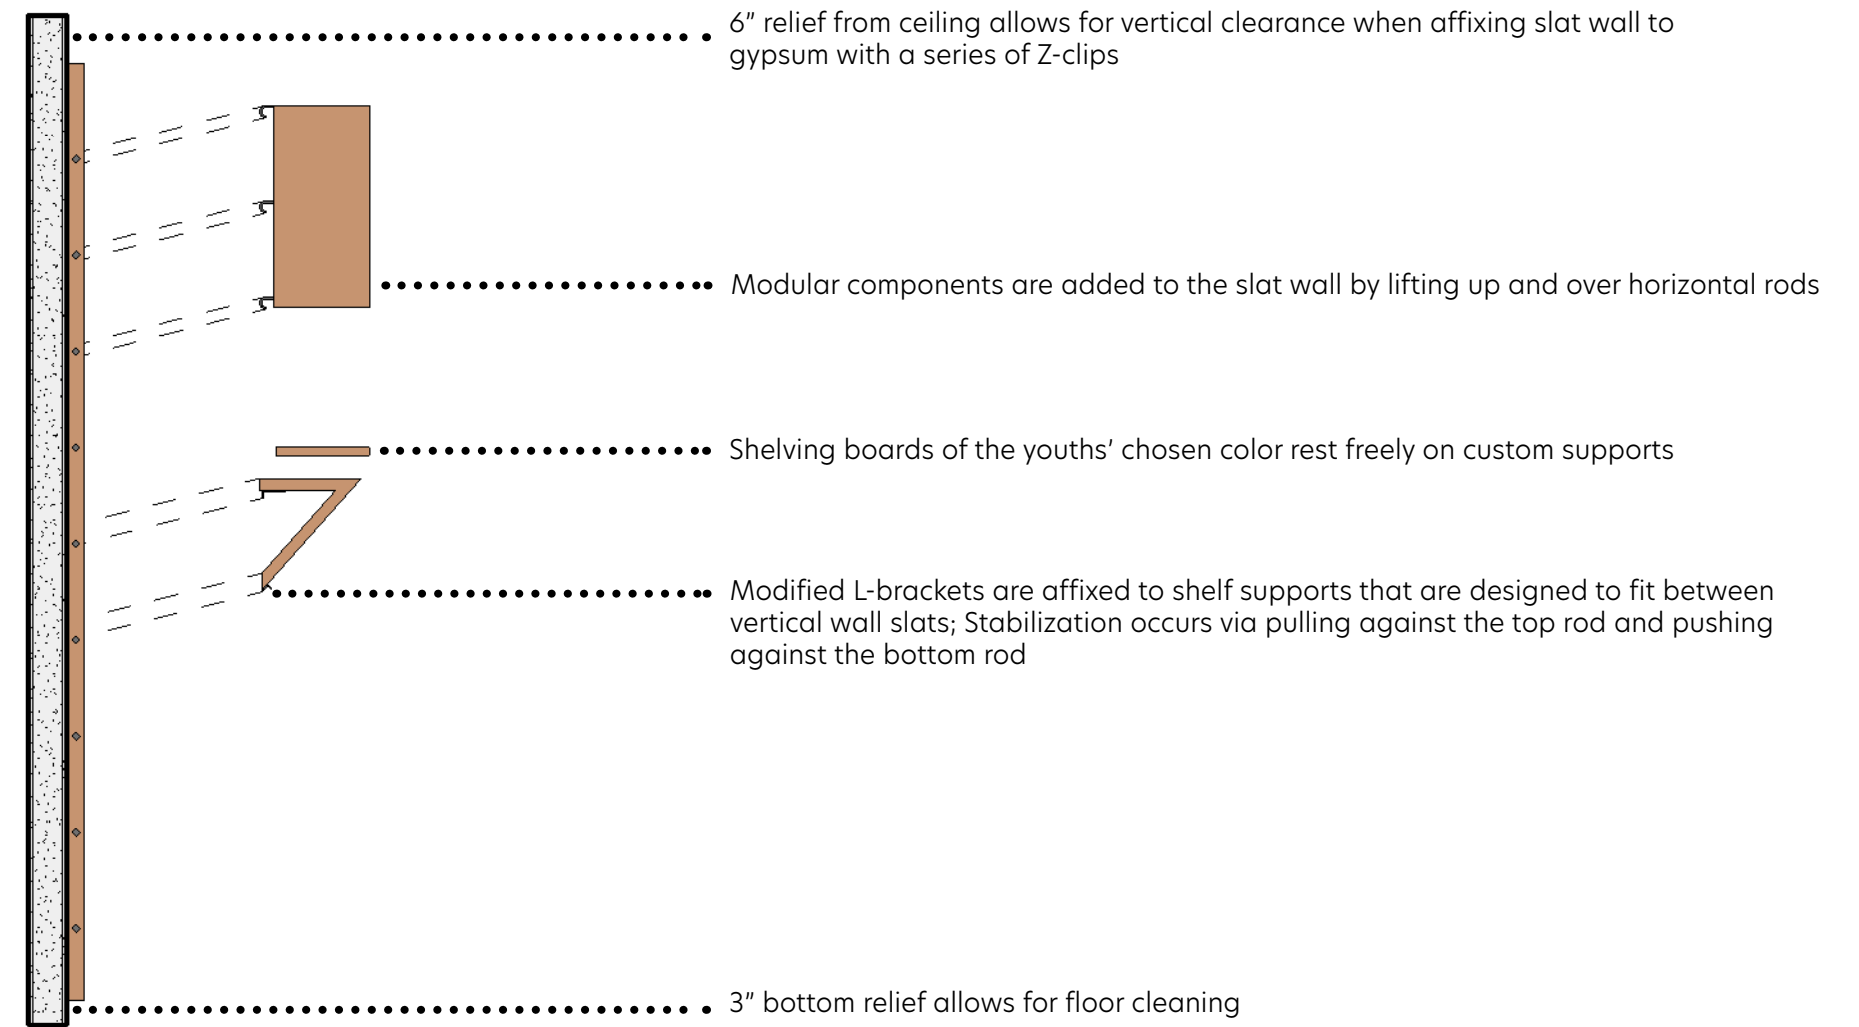 6” relief from ceiling allows for vertical clearance when affixing slat wall to
gypsum with a series of Z-clips
Modular components are added to the slat wall by lifting up and over horizontal rods
Shelving boards of the youths’ chosen color rest freely on custom supports
Modified L-brackets are affixed to shelf supports that are designed to fit between
vertical wall slats; Stabilization occurs via pulling against the top rod and pushing
against the bottom rod
3” bottom relief allows for floor cleaning